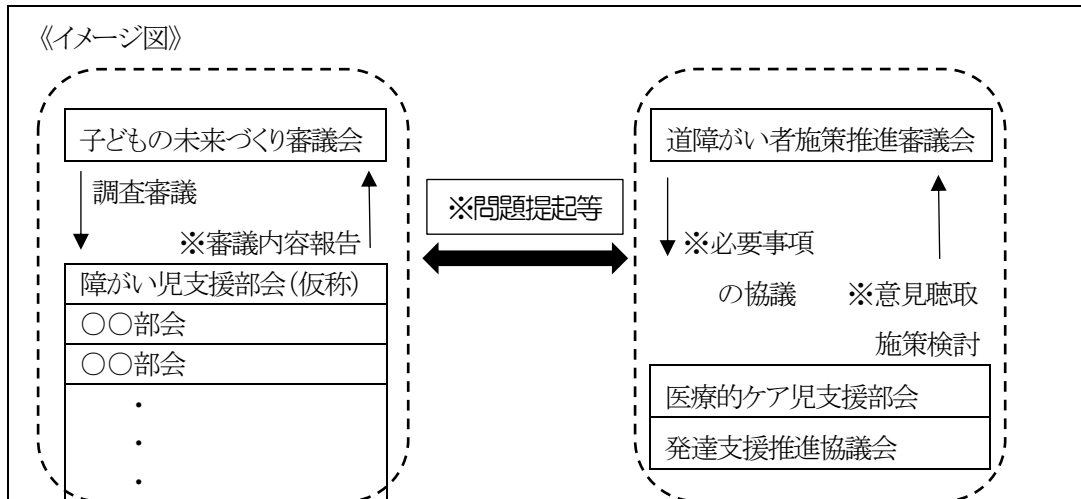 《イメージ図》
子どもの未来づくり審議会
調査審議
※審議内容報告
障がい児支援部会(仮称)
〇〇部会
〇〇部会
・
・
・
※問題提起等
道障がい者施策推進審議会
※必要事項
の協議
※意見聴取
施策検討
医療的ケア児支援部会
発達支援推進協議会